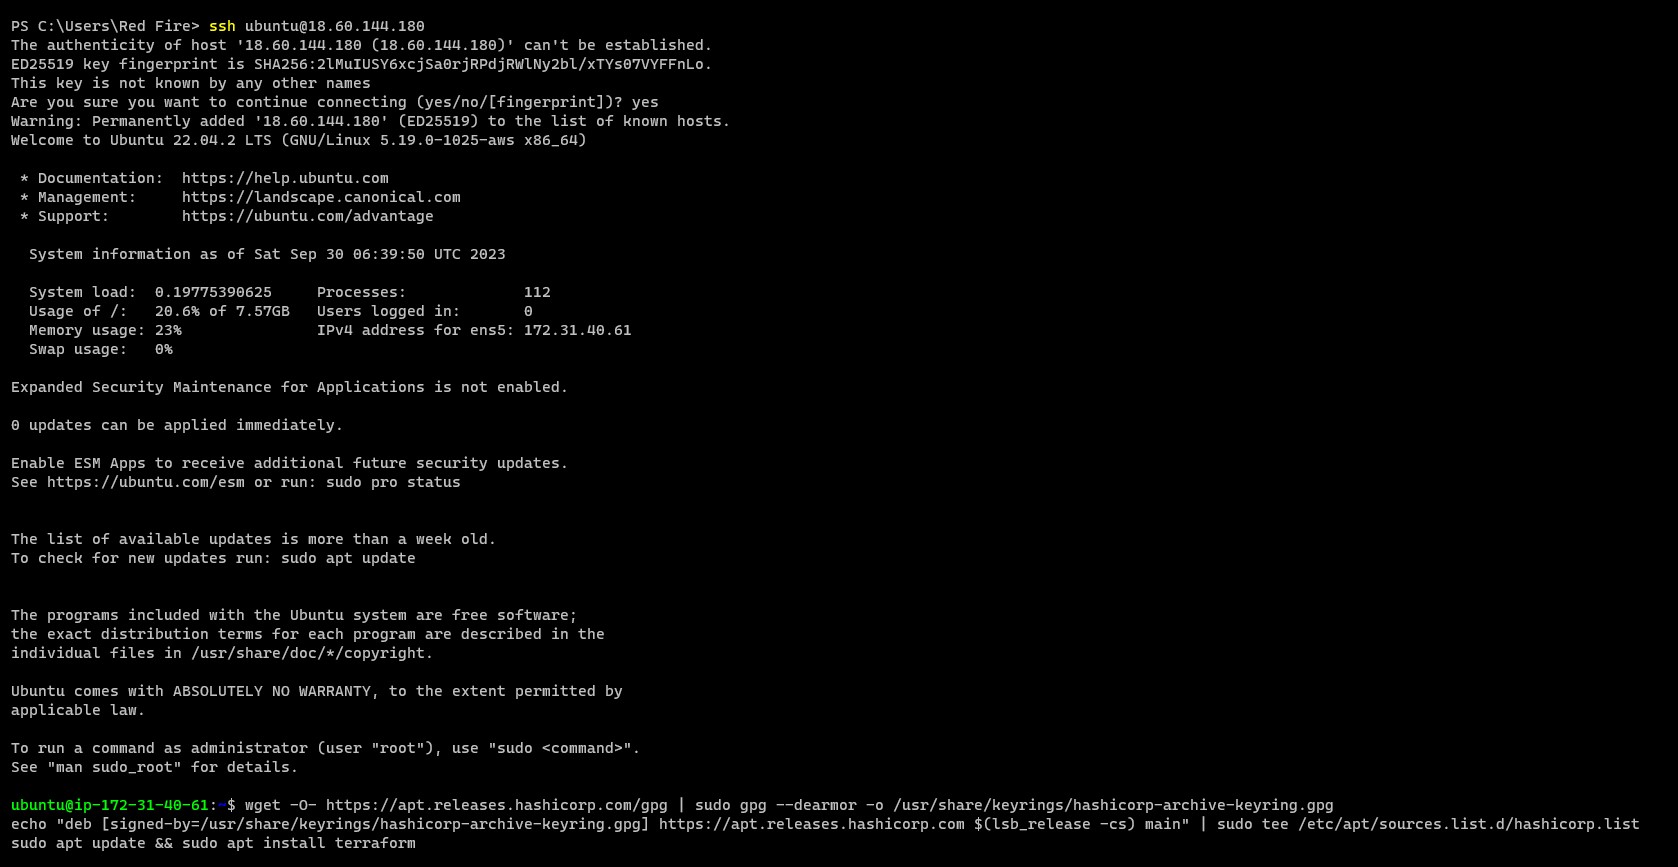 PS C:\Users\Red Fire> ssh ubuntu@18.60.144.180
The authenticity of host '18.60.144.180 (18.60.144.180)' can't be established.
ED25519 key fingerprint is SHA256:2lMuIUSY6xcjSa0rjRPdjRWlNy2bl/xTYs07VYFFnLo.
This key is not known by any other names
Are you sure you want to continue connecting (yes/no/[fingerprint])? yes
Warning: Permanently added '18.60.144.180' (ED25519) to the list of known hosts.
Welcome to Ubuntu 22.04.2 LTS (GNU/Linux 5.19.0-1025-aws x86_64)

 * Documentation:  https://help.ubuntu.com
 * Management:     https://landscape.canonical.com
 * Support:        https://ubuntu.com/advantage

  System information as of Sat Sep 30 06:39:50 UTC 2023

  System load:  0.19775390625     Processes:             112
  Usage of /:   20.6% of 7.57GB   Users logged in:       0
  Memory usage: 23%               IPv4 address for ens5: 172.31.40.61
  Swap usage:   0%

Expanded Security Maintenance for Applications is not enabled.

0 updates can be applied immediately.

Enable ESM Apps to receive additional future security updates.
See https://ubuntu.com/esm or run: sudo pro status


The list of available updates is more than a week old.
To check for new updates run: sudo apt update


The programs included with the Ubuntu system are free software;
the exact distribution terms for each program are described in the
individual files in /usr/share/doc/*/copyright.

Ubuntu comes with ABSOLUTELY NO WARRANTY, to the extent permitted by
applicable law.

To run a command as administrator (user "root"), use "sudo <command>".
See "man sudo_root" for details.

ubuntu@ip-172-31-40-61:~$ wget -O- https://apt.releases.hashicorp.com/gpg | sudo gpg --dearmor -o /usr/share/keyrings/hashicorp-archive-keyring.gpg
echo "deb [signed-by=/usr/share/keyrings/hashicorp-archive-keyring.gpg] https://apt.releases.hashicorp.com $(lsb_release -cs) main" | sudo tee /etc/apt/sources.list.d/hashicorp.list
sudo apt update && sudo apt install terraform